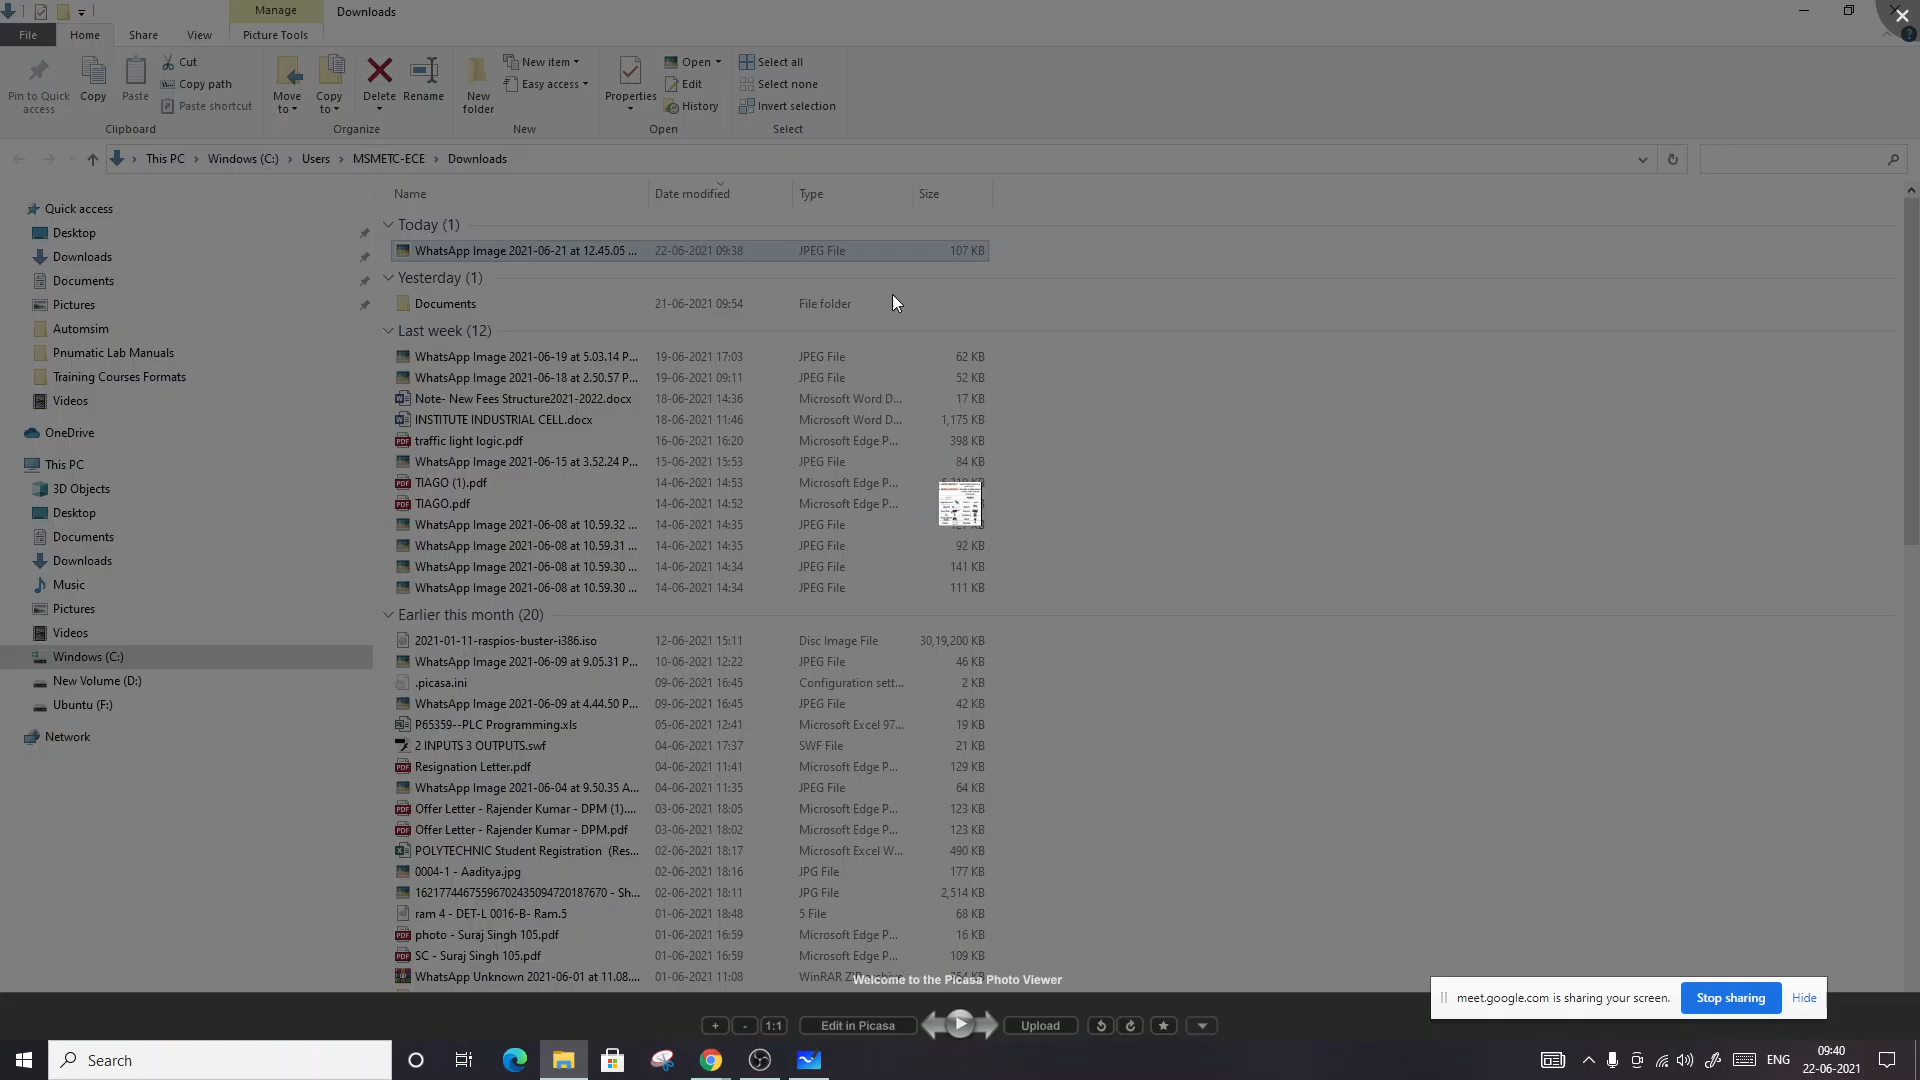 Manage
Downloads
File
Home
Share
View
Picture Tools
Pin to Quick access
Copy
Paste
Cut
Copy path
Paste shortcut
Clipboard
Move to
Copy to
Delete
Rename
Organize
New folder
New item
Easy access
New
Properties
Open
Edit
History
Open
Select all
Select none
Invert selection
Select
This PC
Windows (C:)
Users
MSMETC-ECE
Downloads
Name
Date modified
Type
Size
Quick access
Desktop
Downloads
Documents
Pictures
Automsim
Pnumatic Lab Manuals
Training Courses Formats
Videos
OneDrive
This PC
3D Objects
Desktop
Documents
Downloads
Music
Pictures
Videos
Windows (C:)
New Volume (D:)
Ubuntu (F:)
Network
Today (1)
WhatsApp Image 2021-06-21 at 12.45.05 ... 22-06-2021 09:38 JPEG File 107 KB
Yesterday (1)
Documents 21-06-2021 09:54 File folder
Last week (12)
WhatsApp Image 2021-06-19 at 5.03.14 P... 19-06-2021 17:03 JPEG File 62 KB
WhatsApp Image 2021-06-18 at 2.50.57 P... 19-06-2021 09:11 JPEG File 52 KB
Note- New Fees Structure2021-2022.docx 18-06-2021 14:36 Microsoft Word D... 17 KB
INSTITUTE INDUSTRIAL CELL.docx 18-06-2021 11:46 Microsoft Word D... 1,175 KB
traffic light logic.pdf 16-06-2021 16:20 Microsoft Edge P... 398 KB
WhatsApp Image 2021-06-15 at 3.52.24 P... 15-06-2021 15:53 JPEG File 84 KB
TIAGO (1).pdf 14-06-2021 14:53 Microsoft Edge P...
TIAGO.pdf 14-06-2021 14:52 Microsoft Edge P...
WhatsApp Image 2021-06-08 at 10.59.32 ... 14-06-2021 14:35 JPEG File
WhatsApp Image 2021-06-08 at 10.59.31 ... 14-06-2021 14:35 JPEG File 92 KB
WhatsApp Image 2021-06-08 at 10.59.30 ... 14-06-2021 14:34 JPEG File 141 KB
WhatsApp Image 2021-06-08 at 10.59.30 ... 14-06-2021 14:34 JPEG File 111 KB
Earlier this month (20)
2021-01-11-raspios-buster-i386.iso 12-06-2021 15:11 Disc Image File 30,19,200 KB
WhatsApp Image 2021-06-09 at 9.05.31 P... 10-06-2021 12:22 JPEG File 46 KB
.picasa.ini 09-06-2021 16:45 Configuration sett... 2 KB
WhatsApp Image 2021-06-09 at 4.44.50 P... 09-06-2021 16:45 JPEG File 42 KB
P65359--PLC Programming.xls 05-06-2021 12:41 Microsoft Excel 97... 19 KB
2 INPUTS 3 OUTPUTS.swf 04-06-2021 17:37 SWF File 21 KB
Resignation Letter.pdf 04-06-2021 11:41 Microsoft Edge P... 129 KB
WhatsApp Image 2021-06-04 at 9.50.35 A... 04-06-2021 11:35 JPEG File 64 KB
Offer Letter - Rajender Kumar - DPM (1).... 03-06-2021 18:05 Microsoft Edge P... 123 KB
Offer Letter - Rajender Kumar - DPM.pdf 03-06-2021 18:02 Microsoft Edge P... 123 KB
POLYTECHNIC Student Registration (Res... 02-06-2021 18:17 Microsoft Excel W... 490 KB
0004-1 - Aaditya.jpg 02-06-2021 18:16 JPG File 177 KB
16217744675596702435094720187670 - Sh... 02-06-2021 18:11 JPG File 2,514 KB
ram 4 - DET-L 0016-B- Ram.5 01-06-2021 18:48 5 File 68 KB
photo - Suraj Singh 105.pdf 01-06-2021 16:59 Microsoft Edge P... 16 KB
SC - Suraj Singh 105.pdf 01-06-2021 16:59 Microsoft Edge P... 109 KB
WhatsApp Unknown 2021-06-01 at 11.08.... 01-06-2021 11:08
Welcome to the Picasa Photo Viewer
meet.google.com is sharing your screen.
Stop sharing
Hide
+
-
1:1
Edit in Picasa
Upload
Search
ENG
09:40
22-06-2021